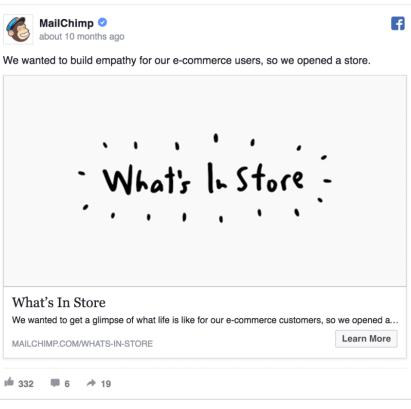 MailChimp
about 10 months ago
We wanted to build empathy for our e-commerce users, so we opened a store.
What's In Store
What's In Store
We wanted to get a glimpse of what life is like for our e-commerce customers, so we opened a...
MAILCHIMP.COM/WHATS-IN-STORE
Learn More
332 6 19